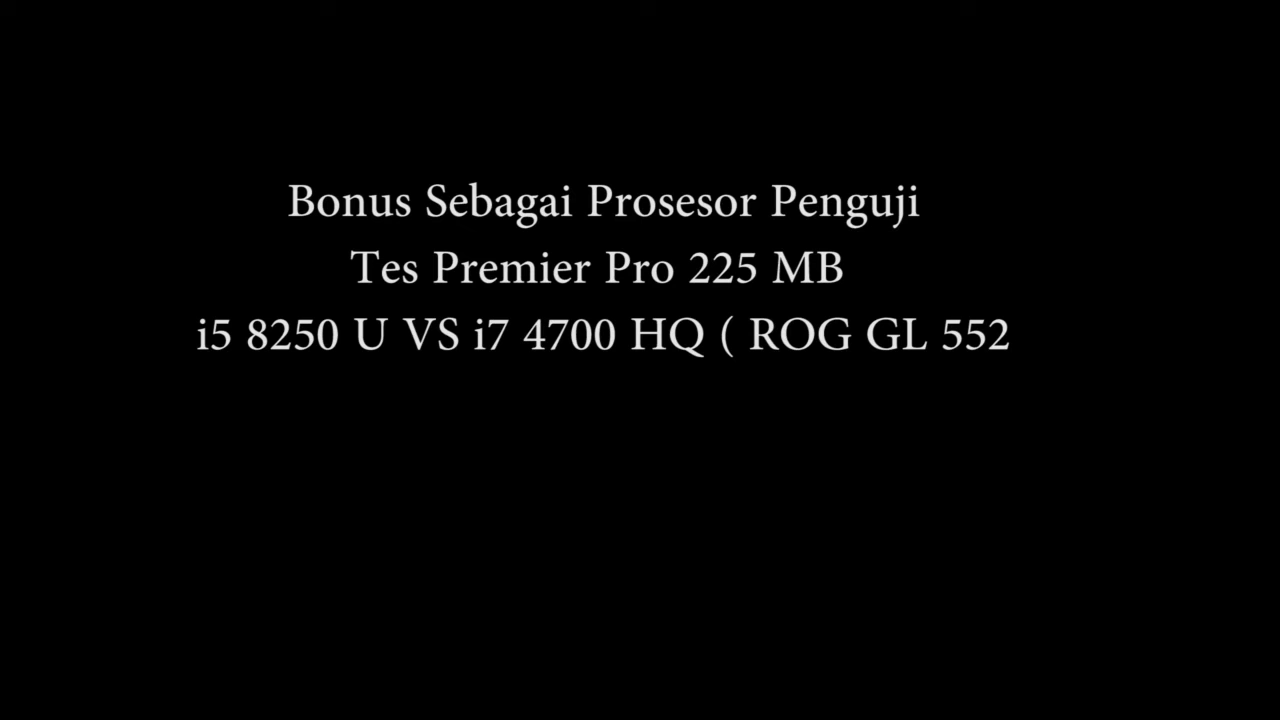 Bonus Sebagai Prosesor Penguji
Tes Premier Pro 225 MB
i5 8250 U VS i7 4700 HQ ( ROG GL 552